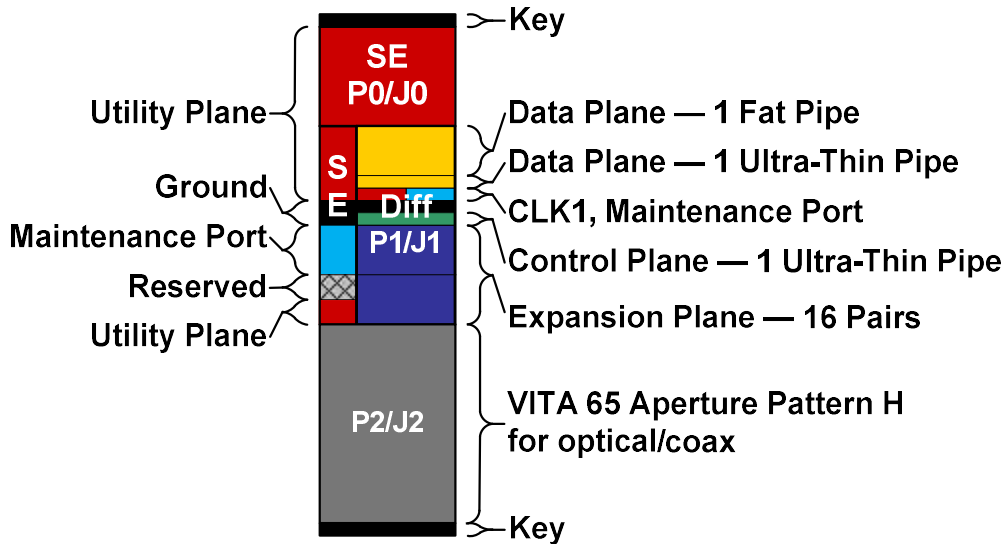 Key
SE
P0/J0
Utility Plane
Data Plane — 1 Fat Pipe
S
E
Data Plane — 1 Ultra-Thin Pipe
Ground
Diff
CLK1, Maintenance Port
Maintenance Port
P1/J1
Control Plane — 1 Ultra-Thin Pipe
Reserved
Expansion Plane — 16 Pairs
Utility Plane
P2/J2
VITA 65 Aperture Pattern H
for optical/coax
Key